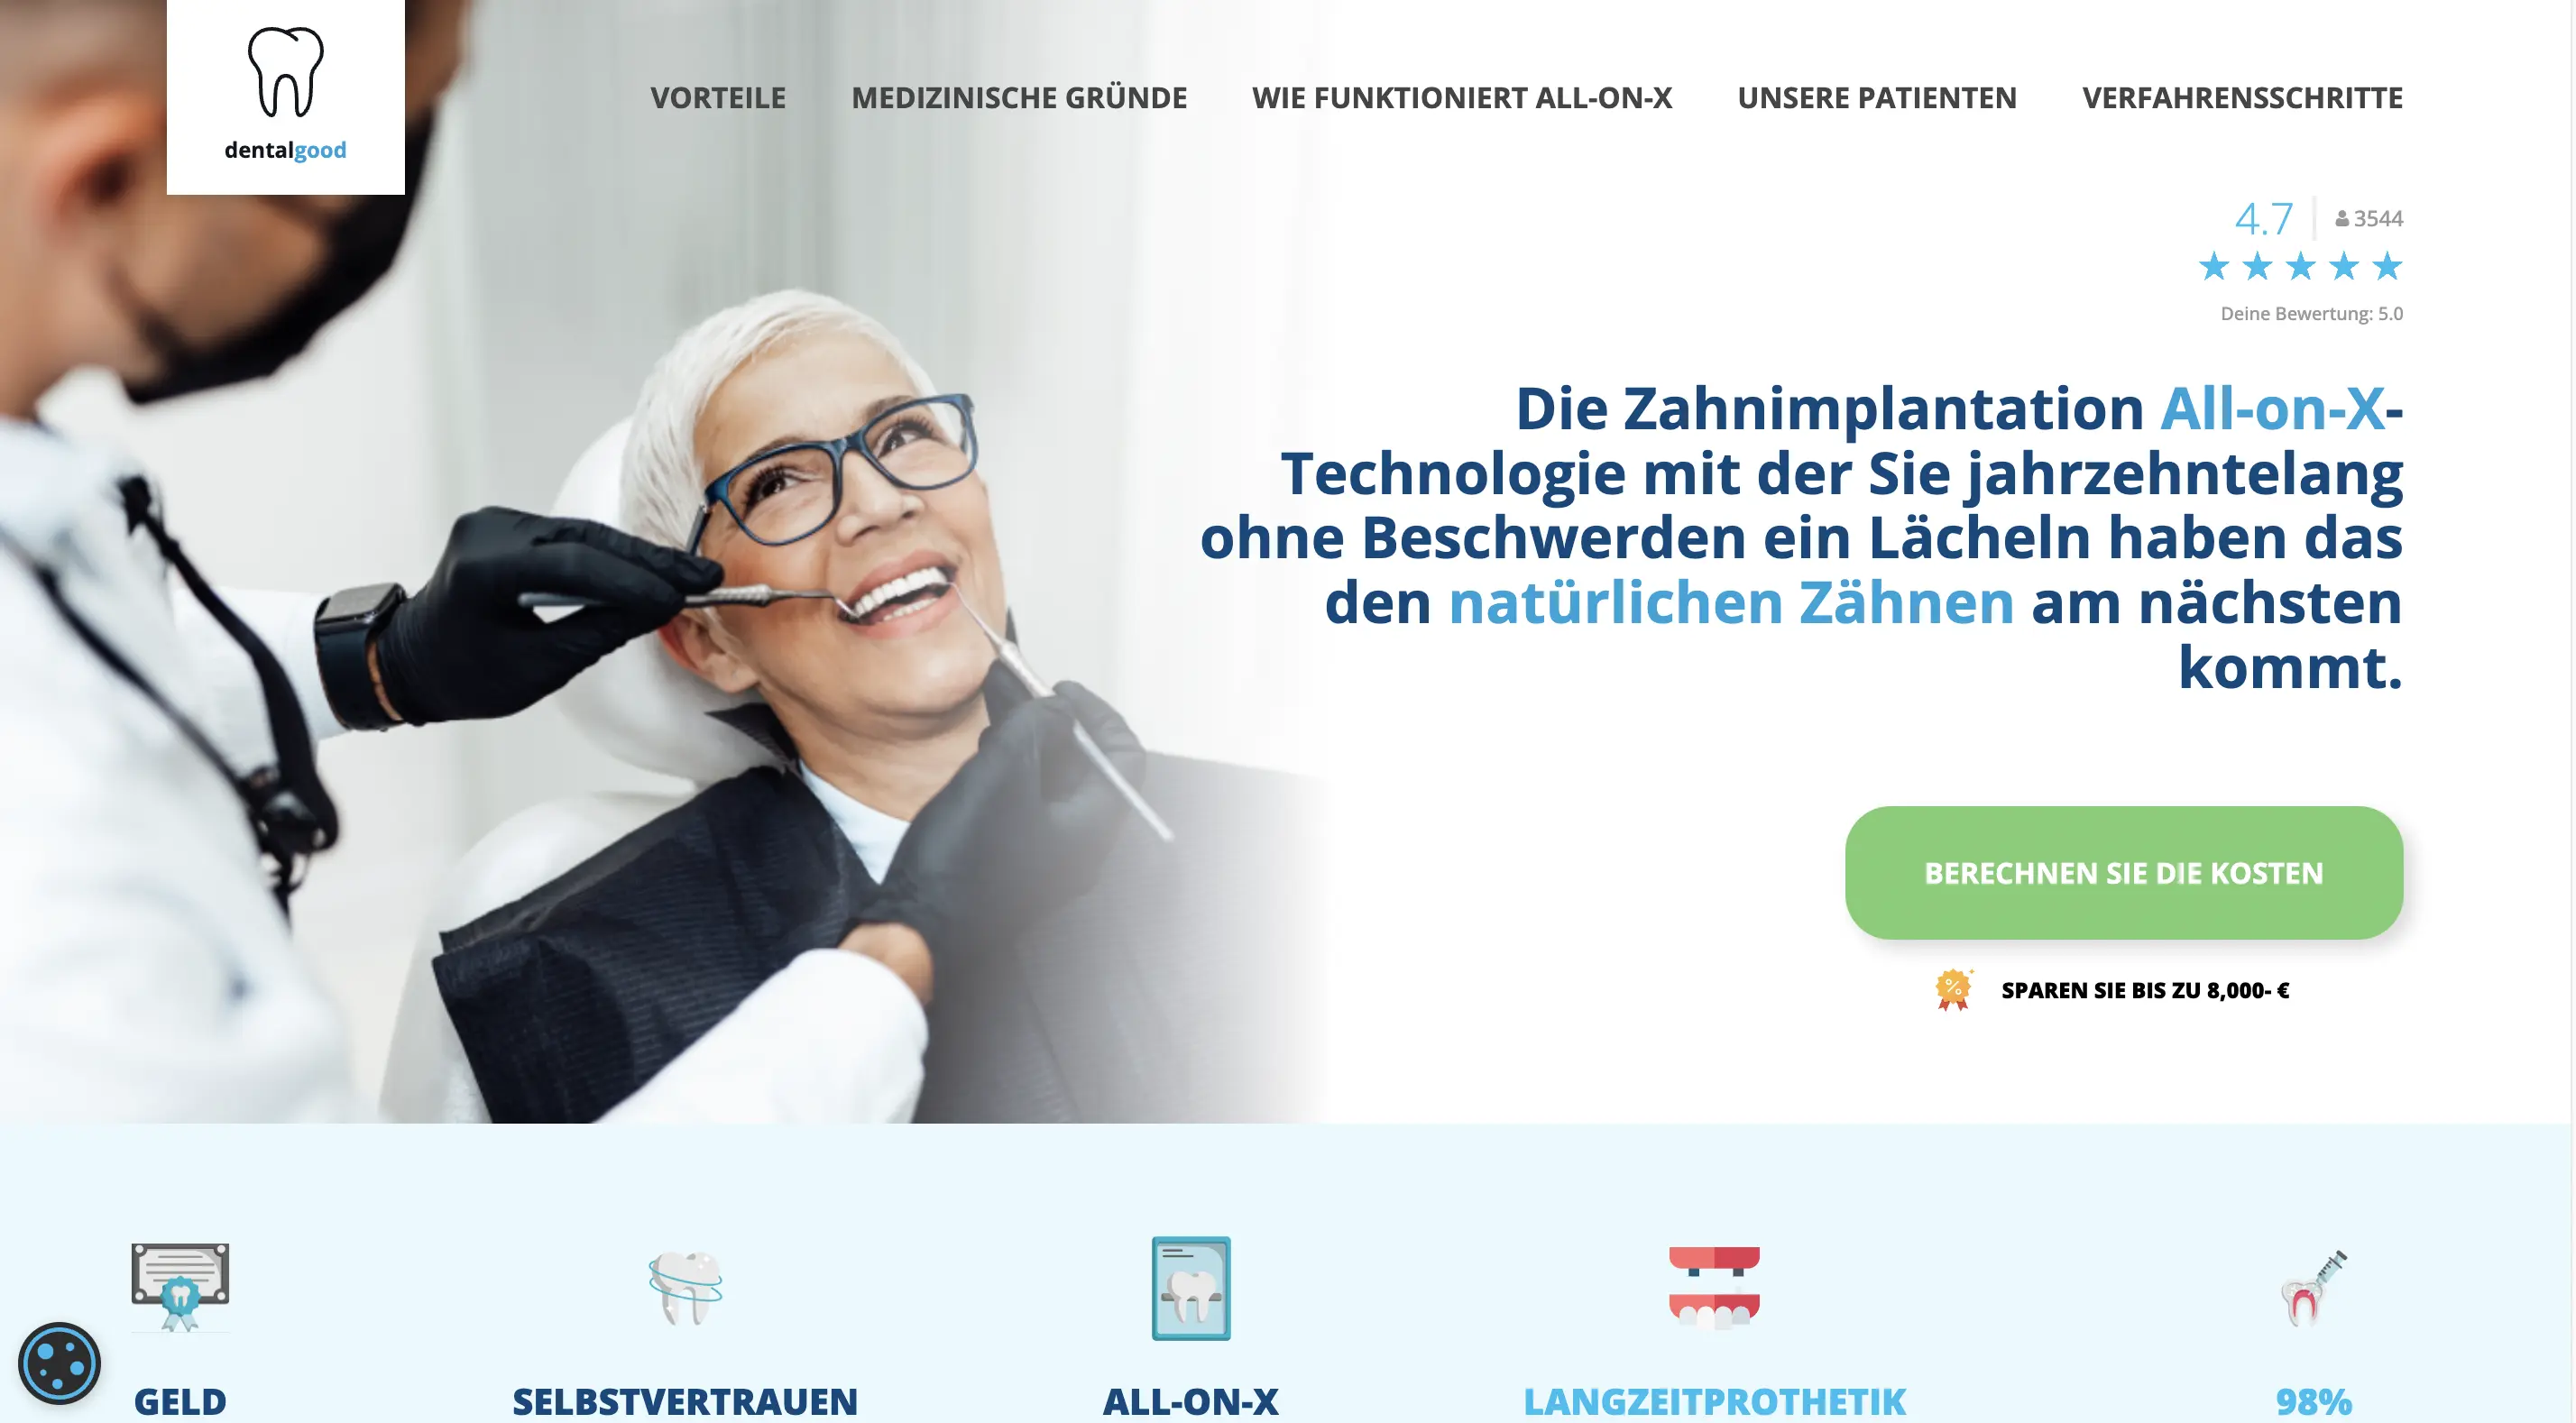 dentalgood
VORTEILE
MEDIZINISCHE GRÜNDE
WIE FUNKTIONIERT ALL-ON-X
UNSERE PATIENTEN
VERFAHRENSSCHRITTE
4.7
3544
Deine Bewertung: 5.0
Die Zahnimplantation All-on-X-
Technologie mit der Sie jahrzehntelang
ohne Beschwerden ein Lächeln haben das
den natürlichen Zähnen am nächsten
kommt.
BERECHNEN SIE DIE KOSTEN
%
SPAREN SIE BIS ZU 8,000- €
GELD
SELBSTVERTRAUEN
ALL-ON-X
LANGZEITPROTHETIK
98%